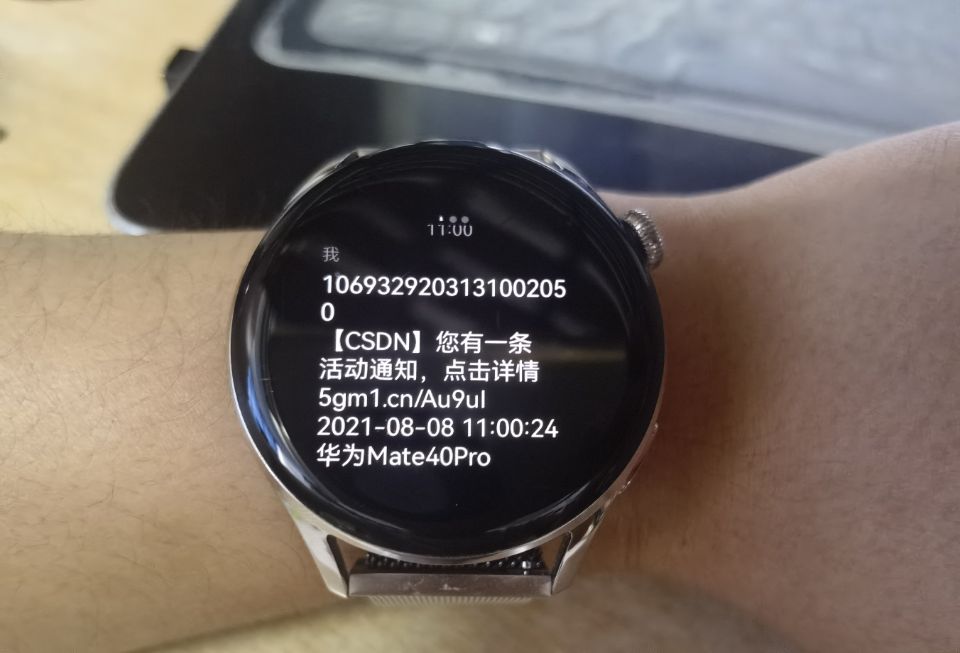 11:00
我
106932920313100205
0
【CSDN】您有一条
活动通知，点击详情
5gm1.cn/Au9ul
2021-08-08 11:00:24
华为Mate40Pro